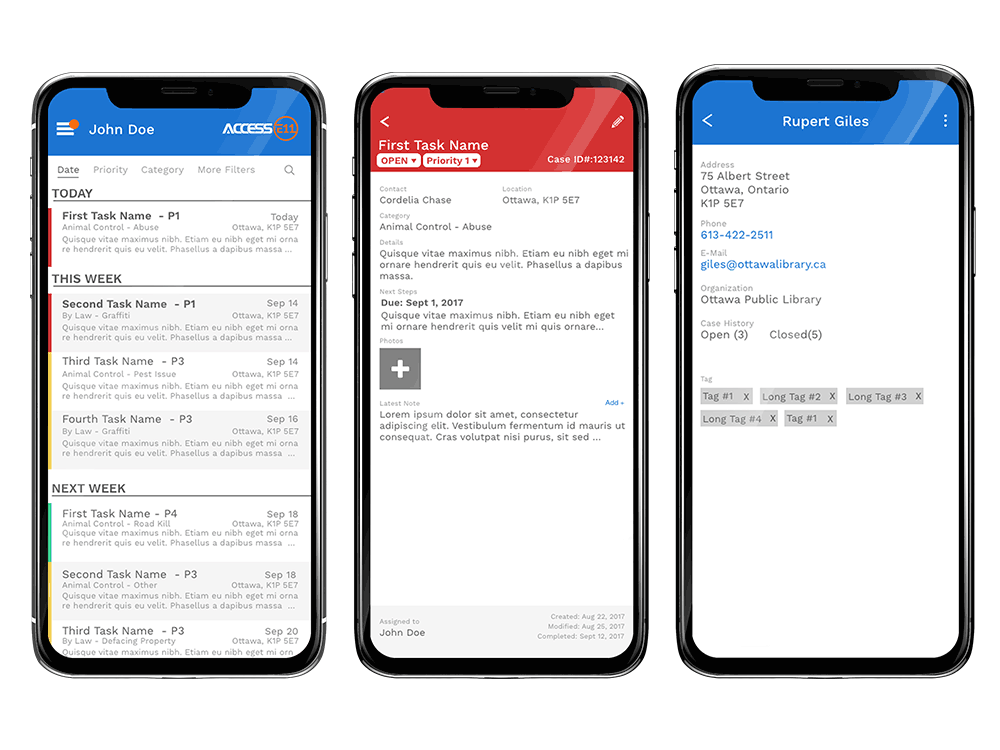 John Doe
ACCESS E11
Date Priority Category More Filters
TODAY
First Task Name - P1 Today
Animal Control - Abuse Ottawa, K1P 5E7
Quisque vitae maximus nibh. Etiam eu nibh eget mi orna
re hendrerit quis eu velit. Phasellus a dapibus massa ...
THIS WEEK
Second Task Name - P1 Sep 14
By Law - Graffiti Ottawa, K1P 5E7
Quisque vitae maximus nibh. Etiam eu nibh eget mi orna
re hendrerit quis eu velit. Phasellus a dapibus massa ...
Third Task Name - P3 Sep 14
Animal Control - Pest Issue Ottawa, K1P 5E7
Quisque vitae maximus nibh. Etiam eu nibh eget mi orna
re hendrerit quis eu velit. Phasellus a dapibus massa ...
Fourth Task Name - P3 Sep 16
By Law - Graffiti Ottawa, K1P 5E7
Quisque vitae maximus nibh. Etiam eu nibh eget mi orna
re hendrerit quis eu velit. Phasellus a dapibus massa ...
NEXT WEEK
First Task Name - P4 Sep 18
Animal Control - Road Kill Ottawa, K1P 5E7
Quisque vitae maximus nibh. Etiam eu nibh eget mi orna
re hendrerit quis eu velit. Phasellus a dapibus massa ...
Second Task Name - P3 Sep 18
Animal Control - Other Ottawa, K1P 5E7
Quisque vitae maximus nibh. Etiam eu nibh eget mi orna
re hendrerit quis eu velit. Phasellus a dapibus massa ...
Third Task Name - P3 Sep 20
By Law - Defacing Property Ottawa, K1P 5E7
Quisque vitae maximus nibh. Etiam eu nibh eget mi orna
First Task Name
OPEN Priority 1 Case ID#:123142
Contact Location
Cordelia Chase Ottawa, K1P 5E7
Category
Animal Control - Abuse
Details
Quisque vitae maximus nibh. Etiam eu nibh eget mi
ornare hendrerit quis eu velit. Phasellus a dapibus
massa.
Next Steps
Due: Sept 1, 2017
Quisque vitae maximus nibh. Etiam eu nibh eget
mi ornare hendrerit quis velit mi quis ornare...
Photos
Latest Note Add +
Lorem ipsum dolor sit amet, consectetur
adipiscing elit. Vestibulum fermentum id mauris ut
consequat. Cras volutpat nisi purus, sit sed ...
Assigned to
John Doe
Created: Aug 22, 2017
Modified: Aug 25, 2017
Completed: Sept 12, 2017
Rupert Giles
Address
75 Albert Street
Ottawa, Ontario
K1P 5E7
Phone
613-422-2511
E-Mail
giles@ottawalibrary.ca
Organization
Ottawa Public Library
Case History
Open (3) Closed(5)
Tag
Tag #1 X Long Tag #2 X Long Tag #3 X
Long Tag #4 X Tag #1 X